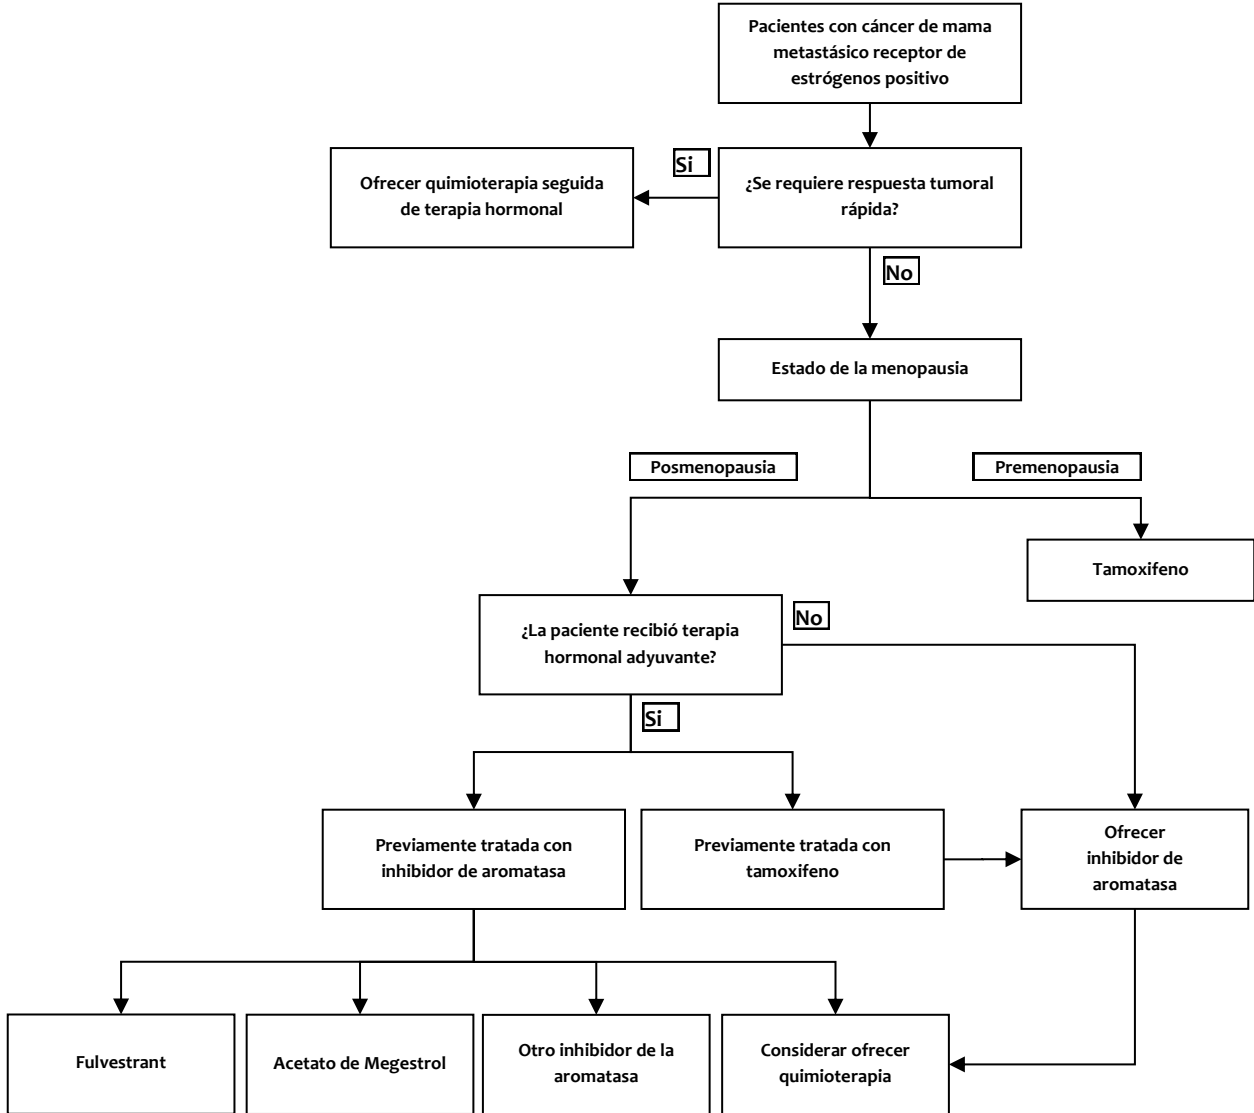 Pacientes con cáncer de mama
metastásico receptor de
estrógenos positivo
Si
Ofrecer quimioterapia seguida
de terapia hormonal
¿Se requiere respuesta tumoral
rápida?
No
Estado de la menopausia
Posmenopausia
Premenopausia
Tamoxifeno
¿La paciente recibió terapia
hormonal adyuvante?
No
Si
Previamente tratada con
inhibidor de aromatasa
Previamente tratada con
tamoxifeno
Ofrecer
inhibidor de
aromatasa
Fulvestrant
Acetato de Megestrol
Otro inhibidor de la
aromatasa
Considerar ofrecer
quimioterapia